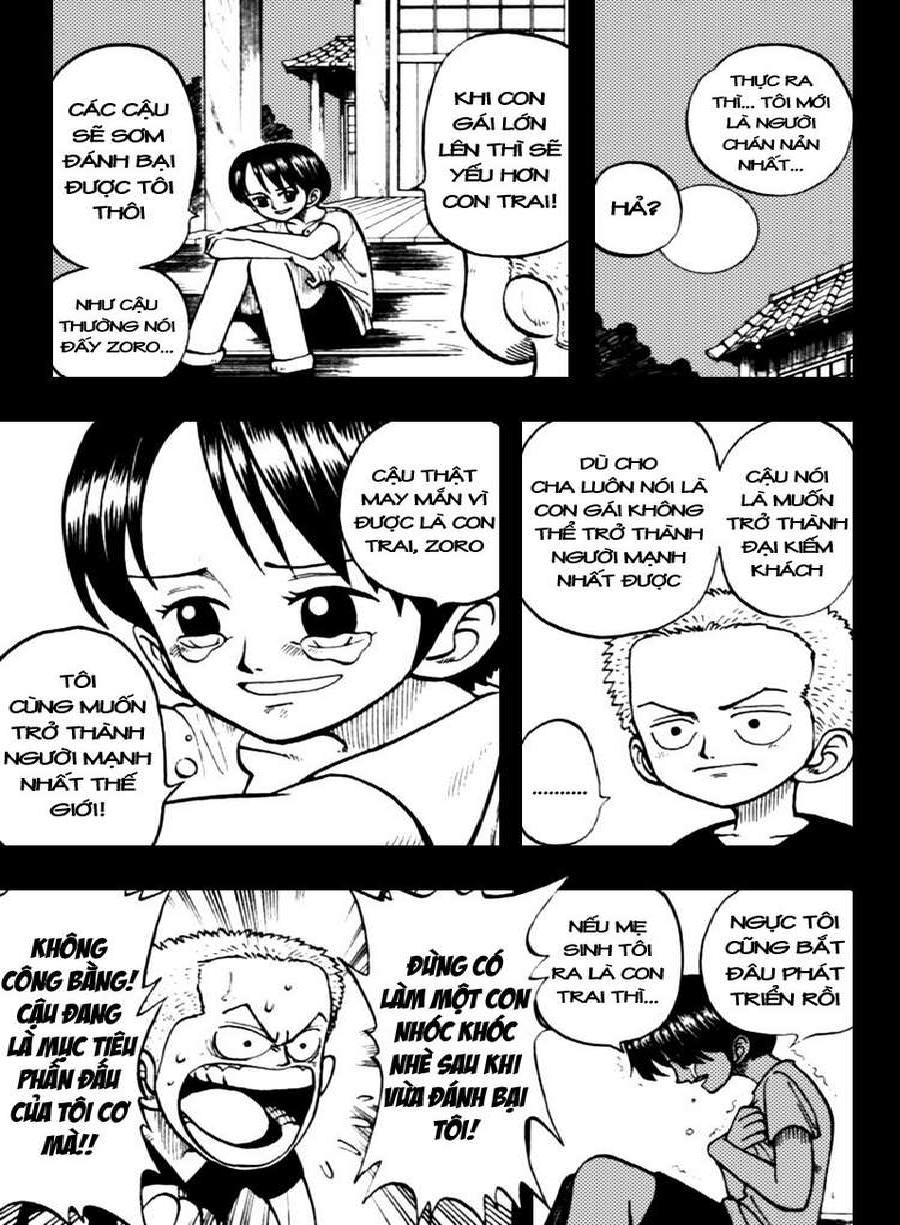 THỰC RA
THÌ... TÔI MỚI
LÀ NGƯỜI
CHÁN NẢN
NHẤT...
HẢ?
KHI CON
GÁI LỚN
LÊN THÌ SẼ
YẾU HƠN
CON TRAI!
CÁC CẬU
SẼ SỚM
ĐÁNH BẠI
ĐƯỢC TÔI
THÔI
NHƯ CẬU
THƯỜNG NÓI
ĐẤY ZORO...
CẬU NÓI
LÀ MUỐN
TRỞ THÀNH
ĐẠI KIẾM
KHÁCH
DÙ CHO
CHA LUÔN NÓI LÀ
CON GÁI KHÔNG
THỂ TRỞ THÀNH
NGƯỜI MẠNH
NHẤT ĐƯỢC
...........
CẬU THẬT
MAY MẮN VÌ
ĐƯỢC LÀ CON
TRAI, ZORO
TÔI
CŨNG MUỐN
TRỞ THÀNH
NGƯỜI MẠNH
NHẤT THẾ
GIỚI!
NGỰC TÔI
CŨNG BẮT
ĐẦU PHÁT
TRIỂN RỒI
NẾU MẸ
SINH TÔI
RA LÀ CON
TRAI THÌ...
ĐỪNG CÓ
LÀM MỘT CON
NHÓC KHÓC
NHÈ SAU KHI
VỪA ĐÁNH BẠI
TÔI!
KHÔNG
CÔNG BẰNG!
CẬU ĐANG
LÀ MỤC TIÊU
PHẤN ĐẤU
CỦA TÔI CƠ
MÀ!!